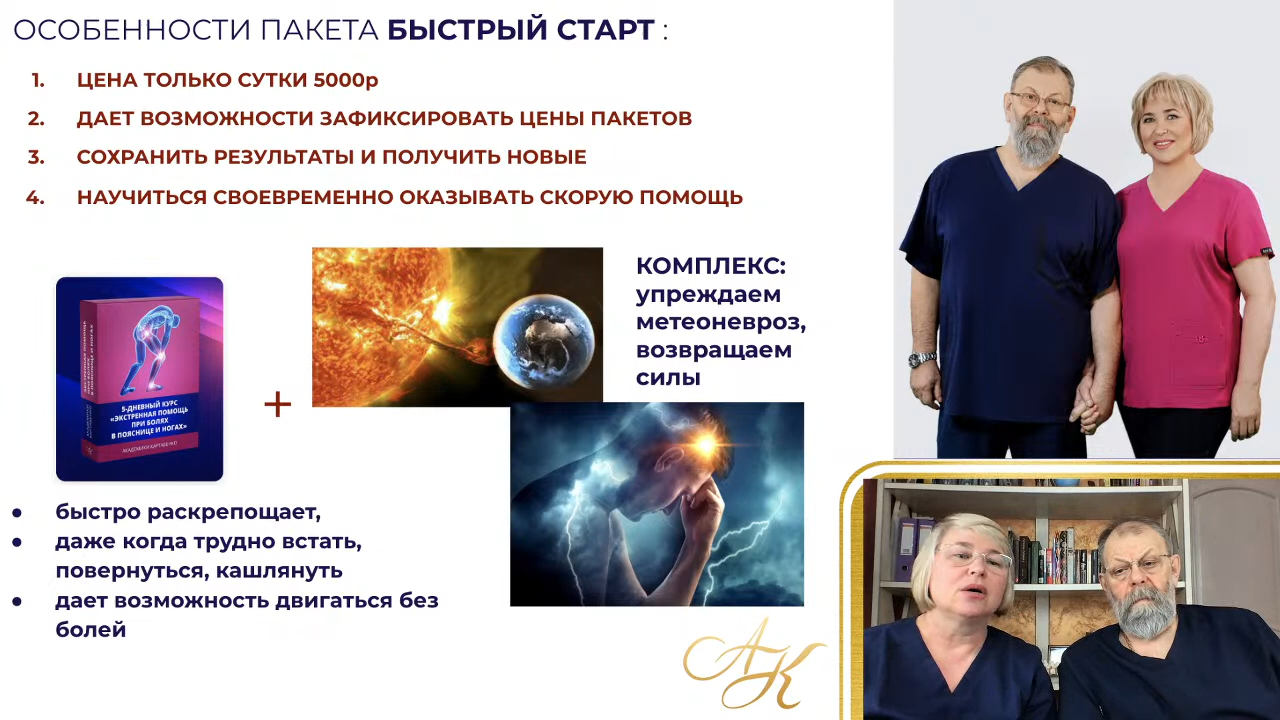 ОСОБЕННОСТИ ПАКЕТА БЫСТРЫЙ СТАРТ :
1. ЦЕНА ТОЛЬКО СУТКИ 5000р
2. ДАЕТ ВОЗМОЖНОСТИ ЗАФИКСИРОВАТЬ ЦЕНЫ ПАКЕТОВ
3. СОХРАНИТЬ РЕЗУЛЬТАТЫ И ПОЛУЧИТЬ НОВЫЕ
4. НАУЧИТЬСЯ СВОЕВРЕМЕННО ОКАЗЫВАТЬ СКОРУЮ ПОМОЩЬ
КОМПЛЕКС:
упреждаем
метеоневроз,
возвращаем
силы
5-ДНЕВНЫЙ КУРС
«ЭКСТРЕННАЯ ПОМОЩЬ
ПРИ БОЛЯХ
В ПОЯСНИЦЕ И НОГАХ»
+
● быстро раскрепощает,
● даже когда трудно встать,
повернуться, кашлянуть
● дает возможность двигаться без
болей
АК